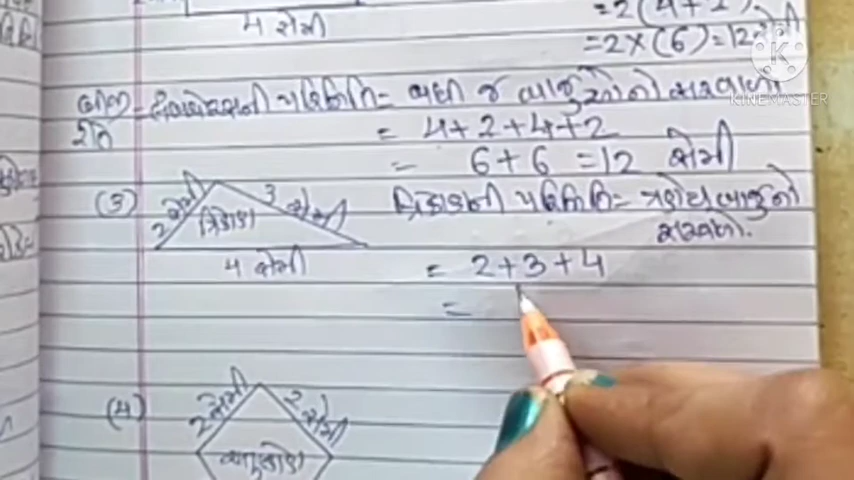 4 સેમી
= 2(4+2)
= 2×(6) = 12 સેમી
KINEMASTER
બીજી રીત = લંબચોરસની પરિમિતિ = બધી જ બાજુઓનો સરવાળો
= 4+2+4+2
= 6+6 = 12 સેમી
(3) 2 સેમી 3 સેમી ત્રિકોણ 4 સેમી
ત્રિકોણની પરિમિતિ = ત્રણેય બાજુનો
સરવાળો.
= 2+3+4
=
(4) 2 સેમી 2 સેમી
ચતુષ્કોણ